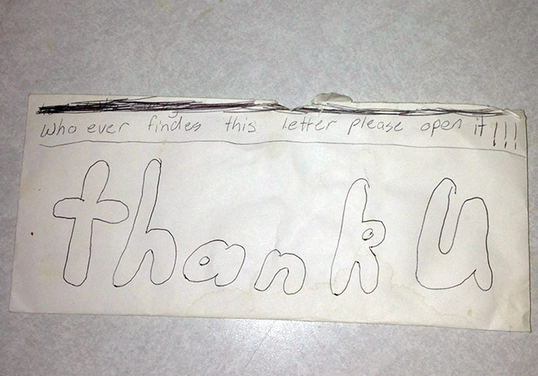 Who ever findes this letter please open it!!!
thank u